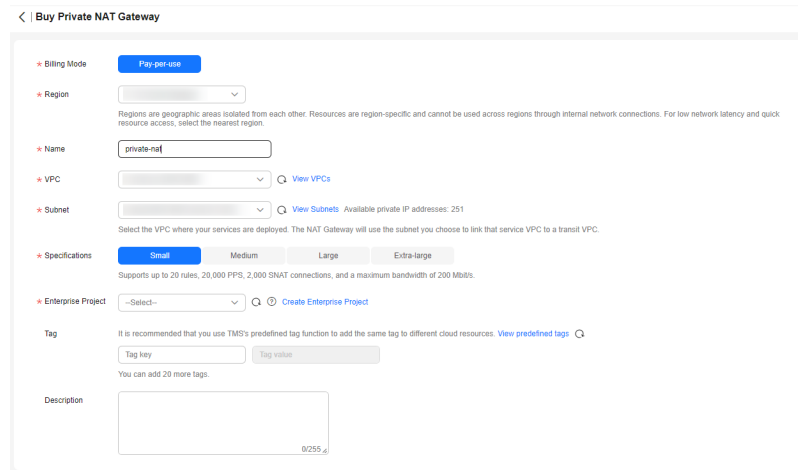 Buy Private NAT Gateway
* Billing Mode
Pay-per-use
* Region
Regions are geographic areas isolated from each other. Resources are region-specific and cannot be used across regions through internal network connections. For low network latency and quick
resource access, select the nearest region.
* Name
private-nat
* VPC
View VPCs
* Subnet
View Subnets Available private IP addresses: 251
Select the VPC where your services are deployed. The NAT Gateway will use the subnet you choose to link that service VPC to a transit VPC.
* Specifications
Small Medium Large Extra-large
Supports up to 20 rules, 20,000 PPS, 2,000 SNAT connections, and a maximum bandwidth of 200 Mbit/s.
* Enterprise Project
--Select--
Create Enterprise Project
Tag
It is recommended that you use TMS's predefined tag function to add the same tag to different cloud resources. View predefined tags
Tag key Tag value
You can add 20 more tags.
Description
0/255